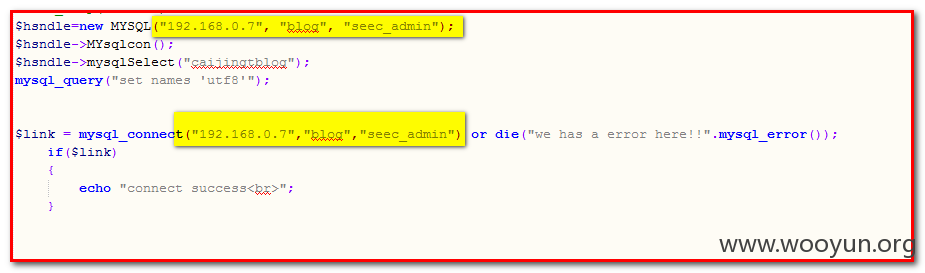 $hsndle=new MYSQL("192.168.0.7", "blog", "seec_admin");
$hsndle->MYsqlcon();
$hsndle->mysqlSelect("caijingtblog");
mysql_query("set names 'utf8'");
$link = mysql_connect("192.168.0.7","blog","seec_admin") or die("we has a error here!!".mysql_error());
if($link)
{
echo "connect success<br>";
}
www.wooyun.org